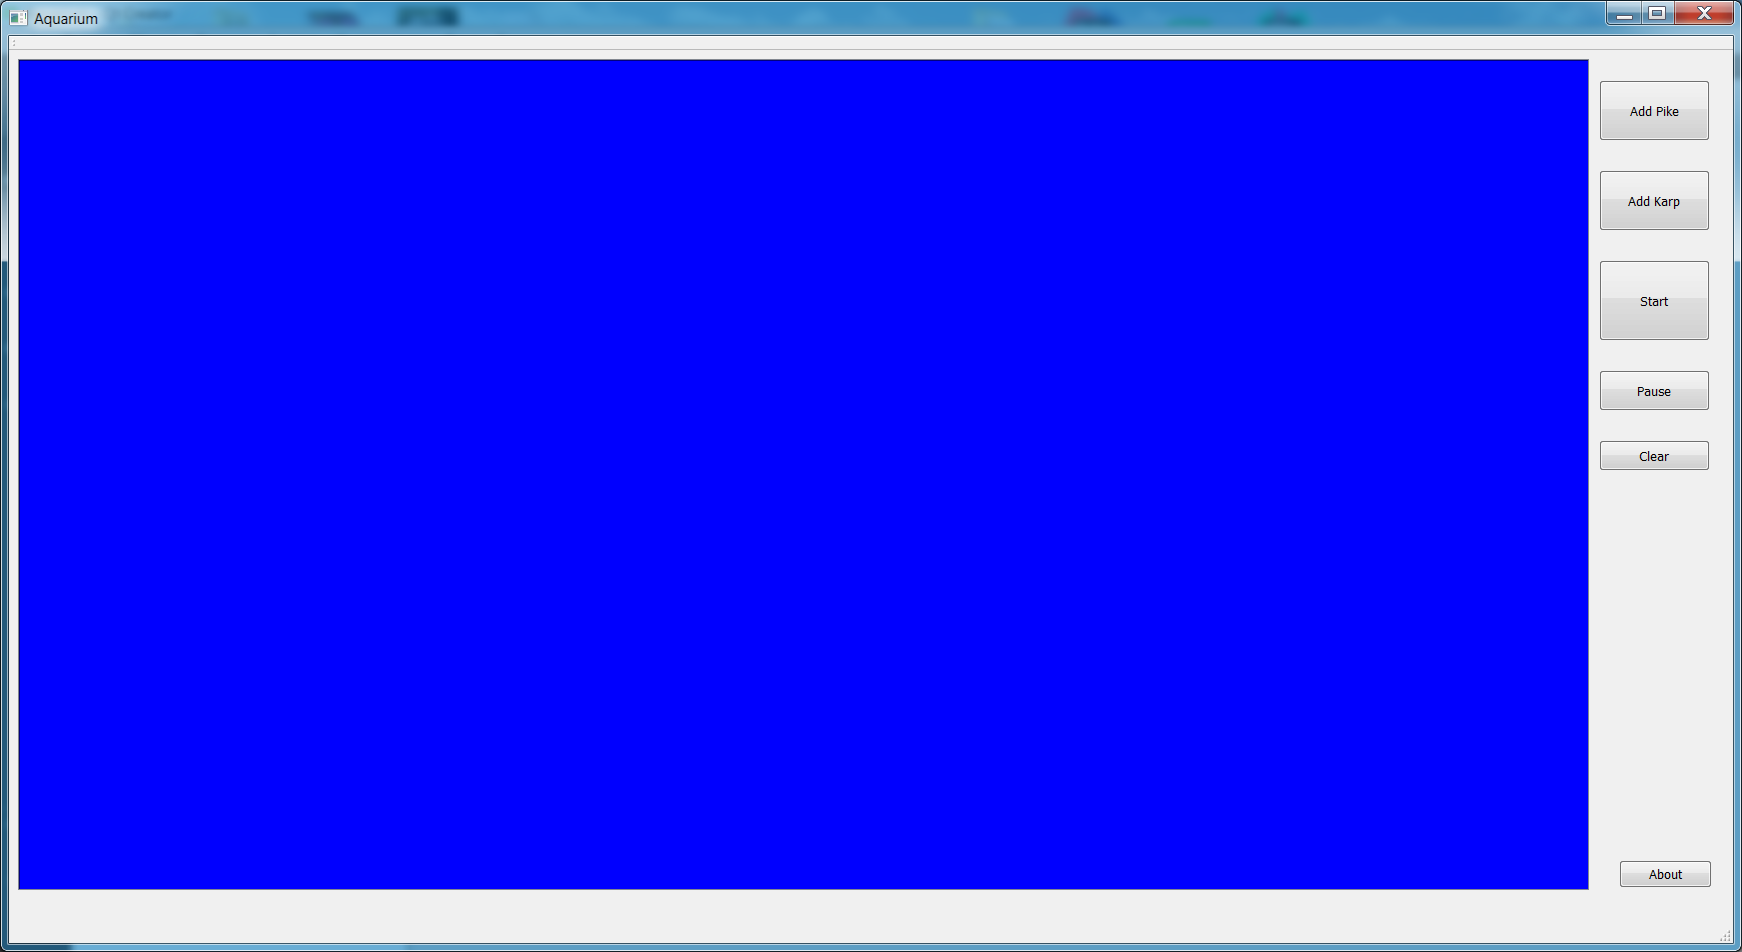 Aquarium
Add Pike
Add Karp
Start
Pause
Clear
About